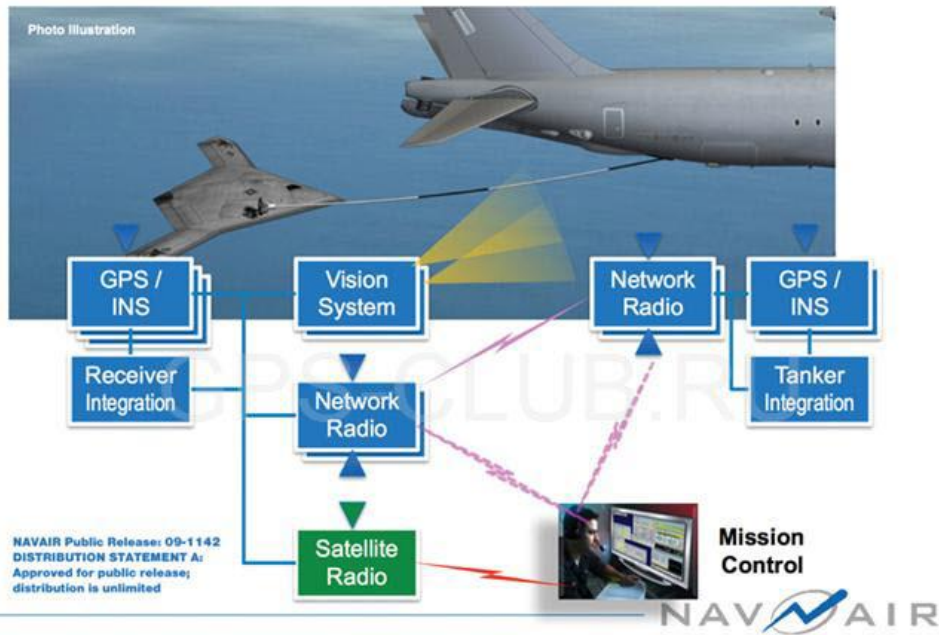 Photo Illustration
GPS /
INS
Vision
System
Network
Radio
GPS /
INS
Receiver
Integration
Network
Radio
Tanker
Integration
GPS-CLUB.RU
Satellite
Radio
Mission
Control
NAVAIR Public Release: 09-1142
DISTRIBUTION STATEMENT A:
Approved for public release;
distribution is unlimited
NAVAIR